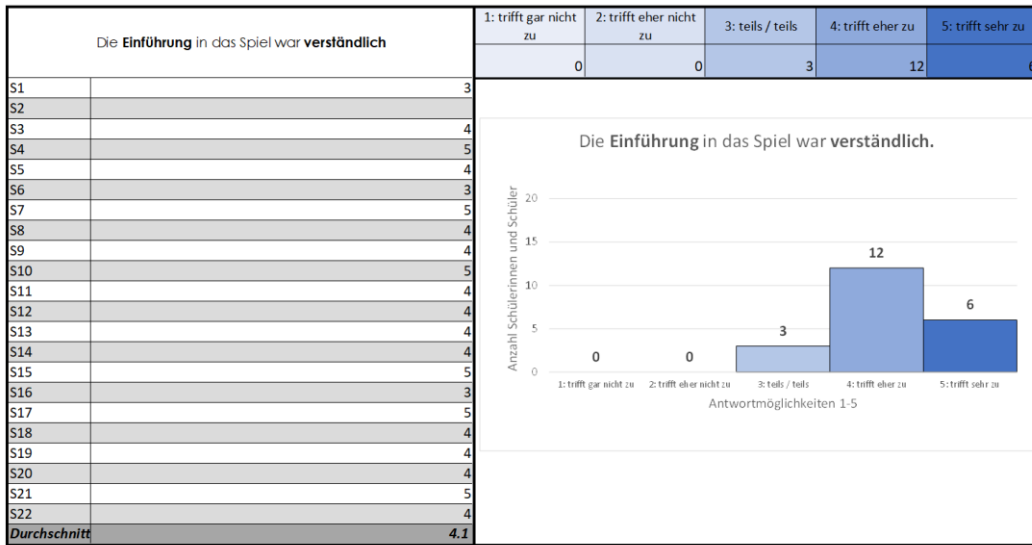 Die Einführung in das Spiel war verständlich
1: trifft gar nicht zu
2: trifft eher nicht zu
3: teils / teils
4: trifft eher zu
5: trifft sehr zu
0 0 3 12 6
S1 3
S2
S3 4
S4 5
S5 4
S6 3
S7 5
S8 4
S9 4
S10 5
S11 4
S12 4
S13 4
S14 4
S15 5
S16 3
S17 5
S18 4
S19 4
S20 4
S21 5
S22 4
Durchschnitt 4.1
Die Einführung in das Spiel war verständlich.
Anzahl Schülerinnen und Schüler
20
15
10
5
0
0 0 3 12 6
1: trifft gar nicht zu 2: trifft eher nicht zu 3: teils / teils 4: trifft eher zu 5: trifft sehr zu
Antwortmöglichkeiten 1-5